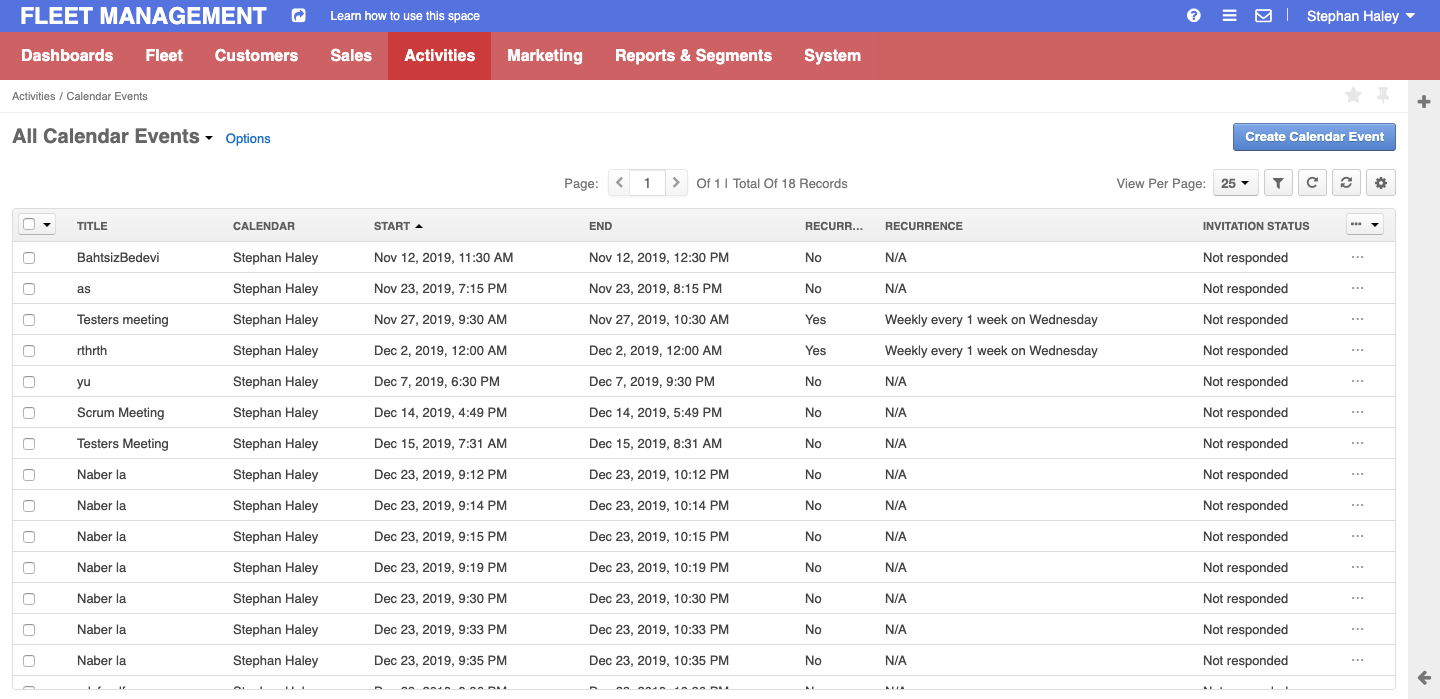 FLEET MANAGEMENT Learn how to use this space Stephan Haley
Dashboards Fleet Customers Sales Activities Marketing Reports & Segments System
Activities / Calendar Events
All Calendar Events Options Create Calendar Event
Page: 1 Of 1 | Total Of 18 Records View Per Page: 25
TITLE CALENDAR START END RECURR... RECURRENCE INVITATION STATUS
BahtsizBedevi Stephan Haley Nov 12, 2019, 11:30 AM Nov 12, 2019, 12:30 PM No N/A Not responded
as Stephan Haley Nov 23, 2019, 7:15 PM Nov 23, 2019, 8:15 PM No N/A Not responded
Testers meeting Stephan Haley Nov 27, 2019, 9:30 AM Nov 27, 2019, 10:30 AM Yes Weekly every 1 week on Wednesday Not responded
rthrth Stephan Haley Dec 2, 2019, 12:00 AM Dec 2, 2019, 12:00 AM Yes Weekly every 1 week on Wednesday Not responded
yu Stephan Haley Dec 7, 2019, 6:30 PM Dec 7, 2019, 9:30 PM No N/A Not responded
Scrum Meeting Stephan Haley Dec 14, 2019, 4:49 PM Dec 14, 2019, 5:49 PM No N/A Not responded
Testers Meeting Stephan Haley Dec 15, 2019, 7:31 AM Dec 15, 2019, 8:31 AM No N/A Not responded
Naber la Stephan Haley Dec 23, 2019, 9:12 PM Dec 23, 2019, 10:12 PM No N/A Not responded
Naber la Stephan Haley Dec 23, 2019, 9:14 PM Dec 23, 2019, 10:14 PM No N/A Not responded
Naber la Stephan Haley Dec 23, 2019, 9:15 PM Dec 23, 2019, 10:15 PM No N/A Not responded
Naber la Stephan Haley Dec 23, 2019, 9:19 PM Dec 23, 2019, 10:19 PM No N/A Not responded
Naber la Stephan Haley Dec 23, 2019, 9:30 PM Dec 23, 2019, 10:30 PM No N/A Not responded
Naber la Stephan Haley Dec 23, 2019, 9:33 PM Dec 23, 2019, 10:33 PM No N/A Not responded
Naber la Stephan Haley Dec 23, 2019, 9:35 PM Dec 23, 2019, 10:35 PM No N/A Not responded